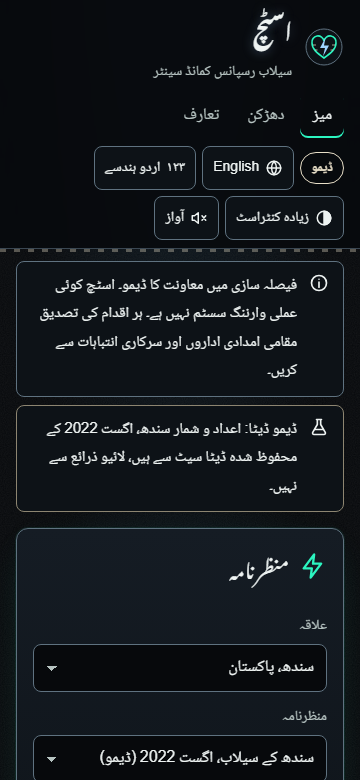 اسٹچ
سیلاب رسپانس کمانڈ سینٹر
میز
دھڑکن
تعارف
ڈیمو
English
۱۲۳ اردو ہندسے
زیادہ کنٹراسٹ
آواز
فیصلہ سازی میں معاونت کا ڈیمو۔ اسٹچ کوئی
عملی وارننگ سسٹم نہیں ہے۔ ہر اقدام کی تصدیق
مقامی امدادی اداروں اور سرکاری انتباہات سے
کریں۔
ڈیمو ڈیٹا: اعداد و شمار سندھ، اگست 2022 کے
محفوظ شدہ ڈیٹا سیٹ سے ہیں، لائیو ذرائع سے
نہیں۔
منظرنامہ
علاقہ
سندھ، پاکستان
منظرنامہ
سندھ کے سیلاب، اگست 2022 (ڈیمو)